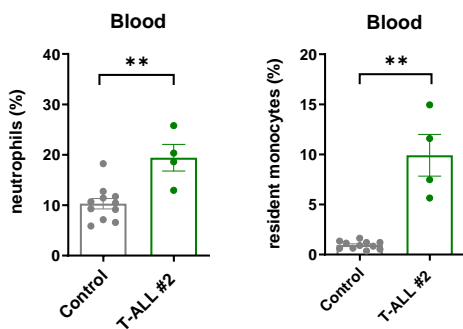 Blood
**
neutrophils (%)
40
30
20
10
0
Control
T-ALL #2
Blood
**
resident monocytes (%)
20
15
10
5
0
Control
T-ALL #2